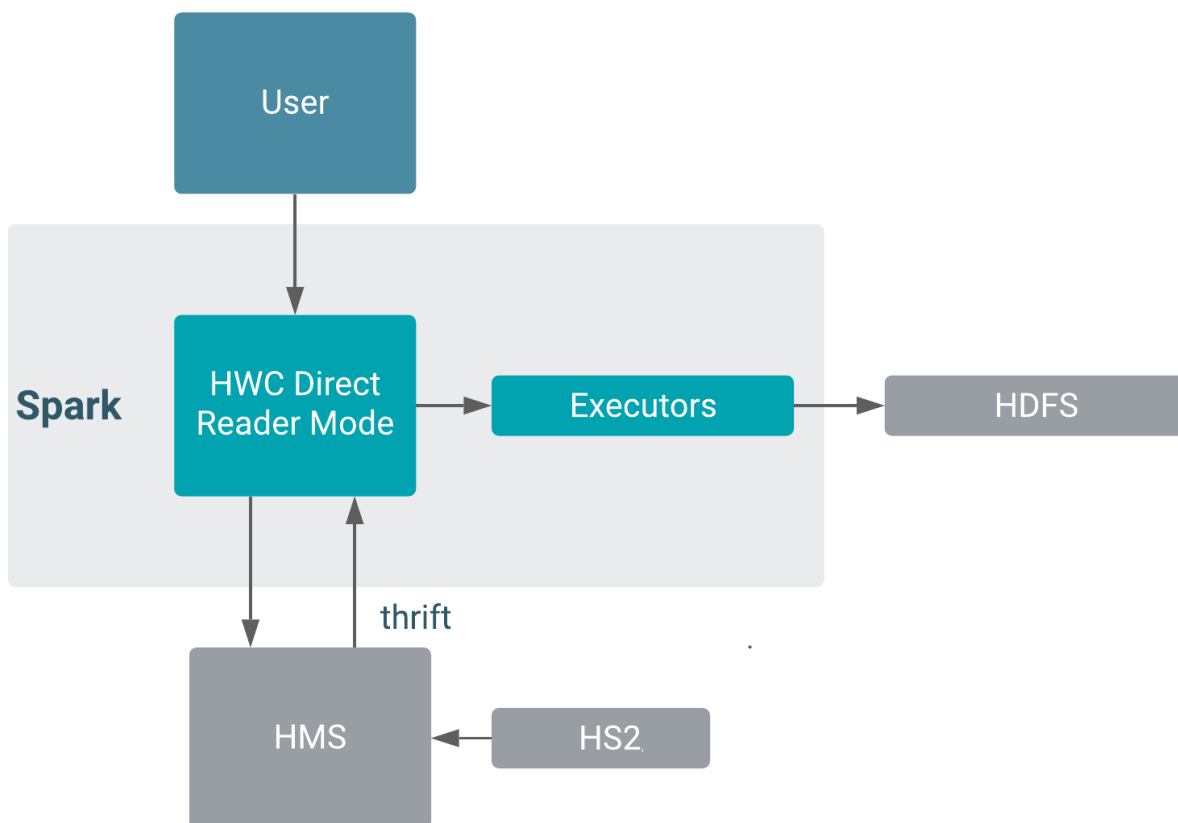 User
Spark
HWC Direct
Reader Mode
Executors
HDFS
thrift
HMS
HS2